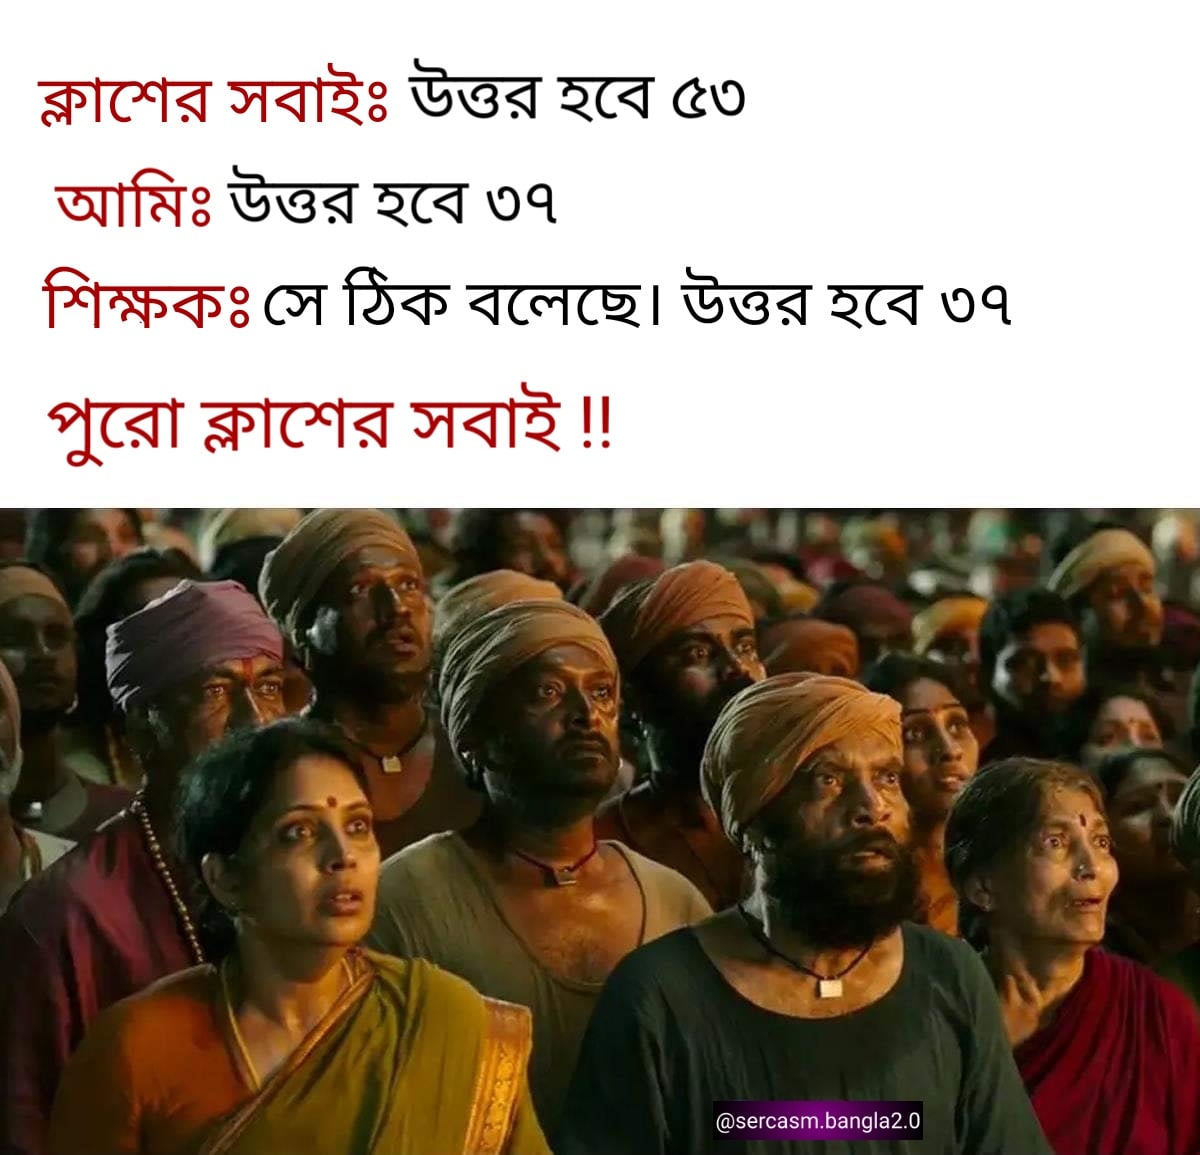 ক্লাশের সবাইঃ উত্তর হবে ৫৩
আমিঃ উত্তর হবে ৩৭
শিক্ষকঃ সে ঠিক বলেছে। উত্তর হবে ৩৭
পুরো ক্লাশের সবাই !!
@sercasm.bangla2.0